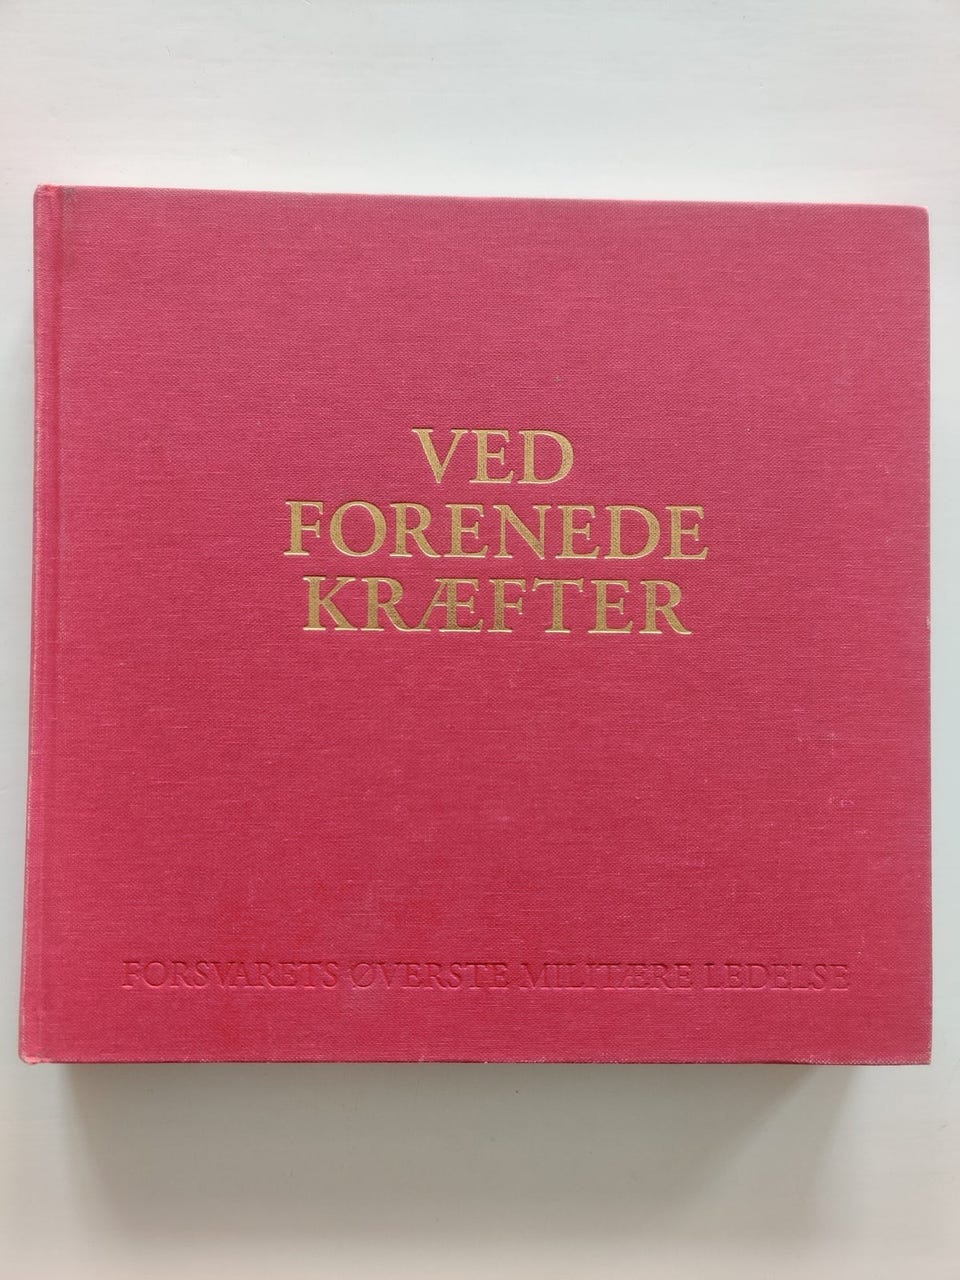 VED
FORENEDE
KRÆFTER
FORSVARETS ØVERSTE MILITÆRE LEDELSE